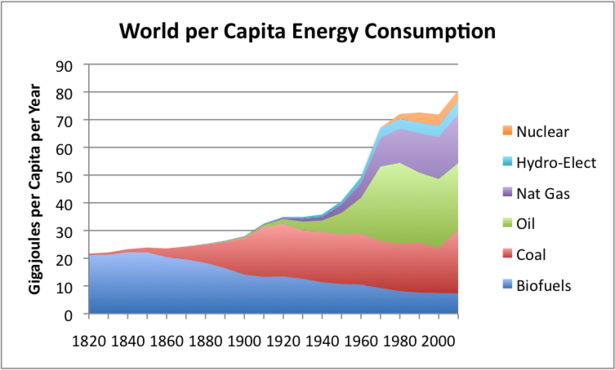 World per Capita Energy Consumption
Gigajoules per Capita per Year
90
80
70
60
50
40
30
20
10
0
1820 1840 1860 1880 1900 1920 1940 1960 1980 2000
Nuclear
Hydro-Elect
Nat Gas
Oil
Coal
Biofuels